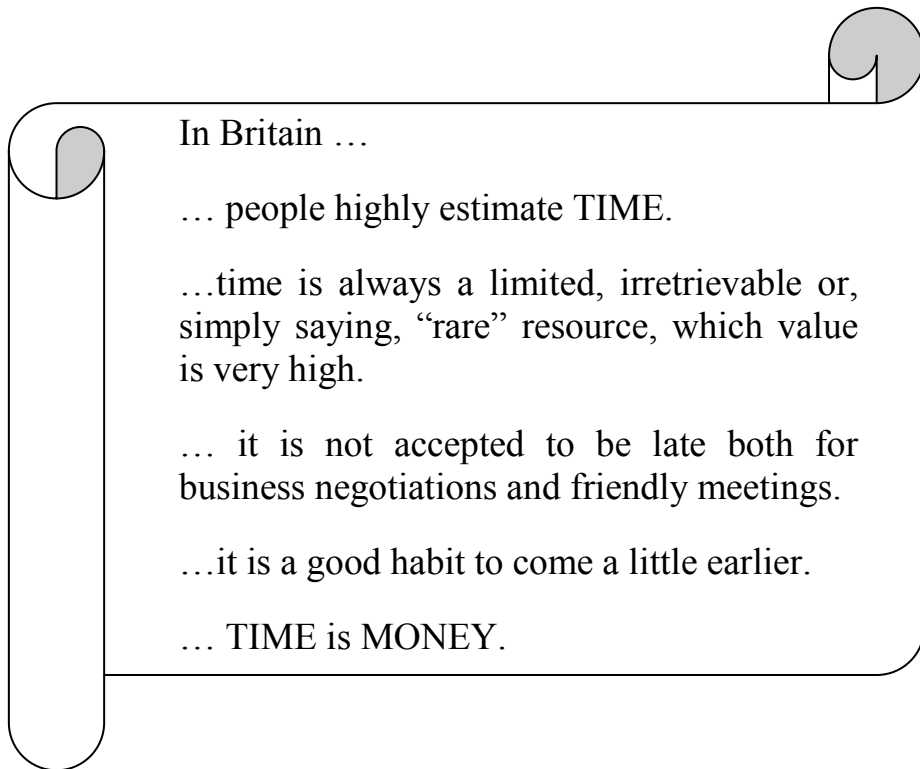 In Britain …
… people highly estimate TIME.
…time is always a limited, irretrievable or,
simply saying, “rare” resource, which value
is very high.
… it is not accepted to be late both for
business negotiations and friendly meetings.
…it is a good habit to come a little earlier.
… TIME is MONEY.